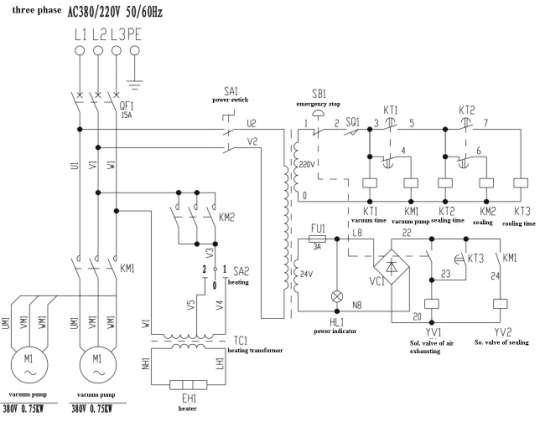 three phase AC380/220V 50/60Hz
L1 L2 L3 PE
QF1
15A
SA1
power switch
U2
V2
SB1
emergency stop
1 2 SQ1 3 KT1 5 KT2 7
4 6
220V
0
U1 V1 W1
KT1 KM1 KT2 KM2 KT3
vacuum time vacuum pump sealing time sealing cooling time
KM2
V3
FU1
3A
L8 22
24V
VC1
KT3 KM1
23 24
2 1 SA2
0 heating
V5 V4
KM1
N8 20
HL1
power indicator
YV1
Sol. valve of air
exhausting
YV2
So. valve of sealing
UM1 VM1 WM1 UM1 VM1 WM1
W1
TC1
heating transformer
NH1 LH1
M1 M1
EH1
heater
vacuum pump vacuum pump
380V 0.75KW 380V 0.75KW